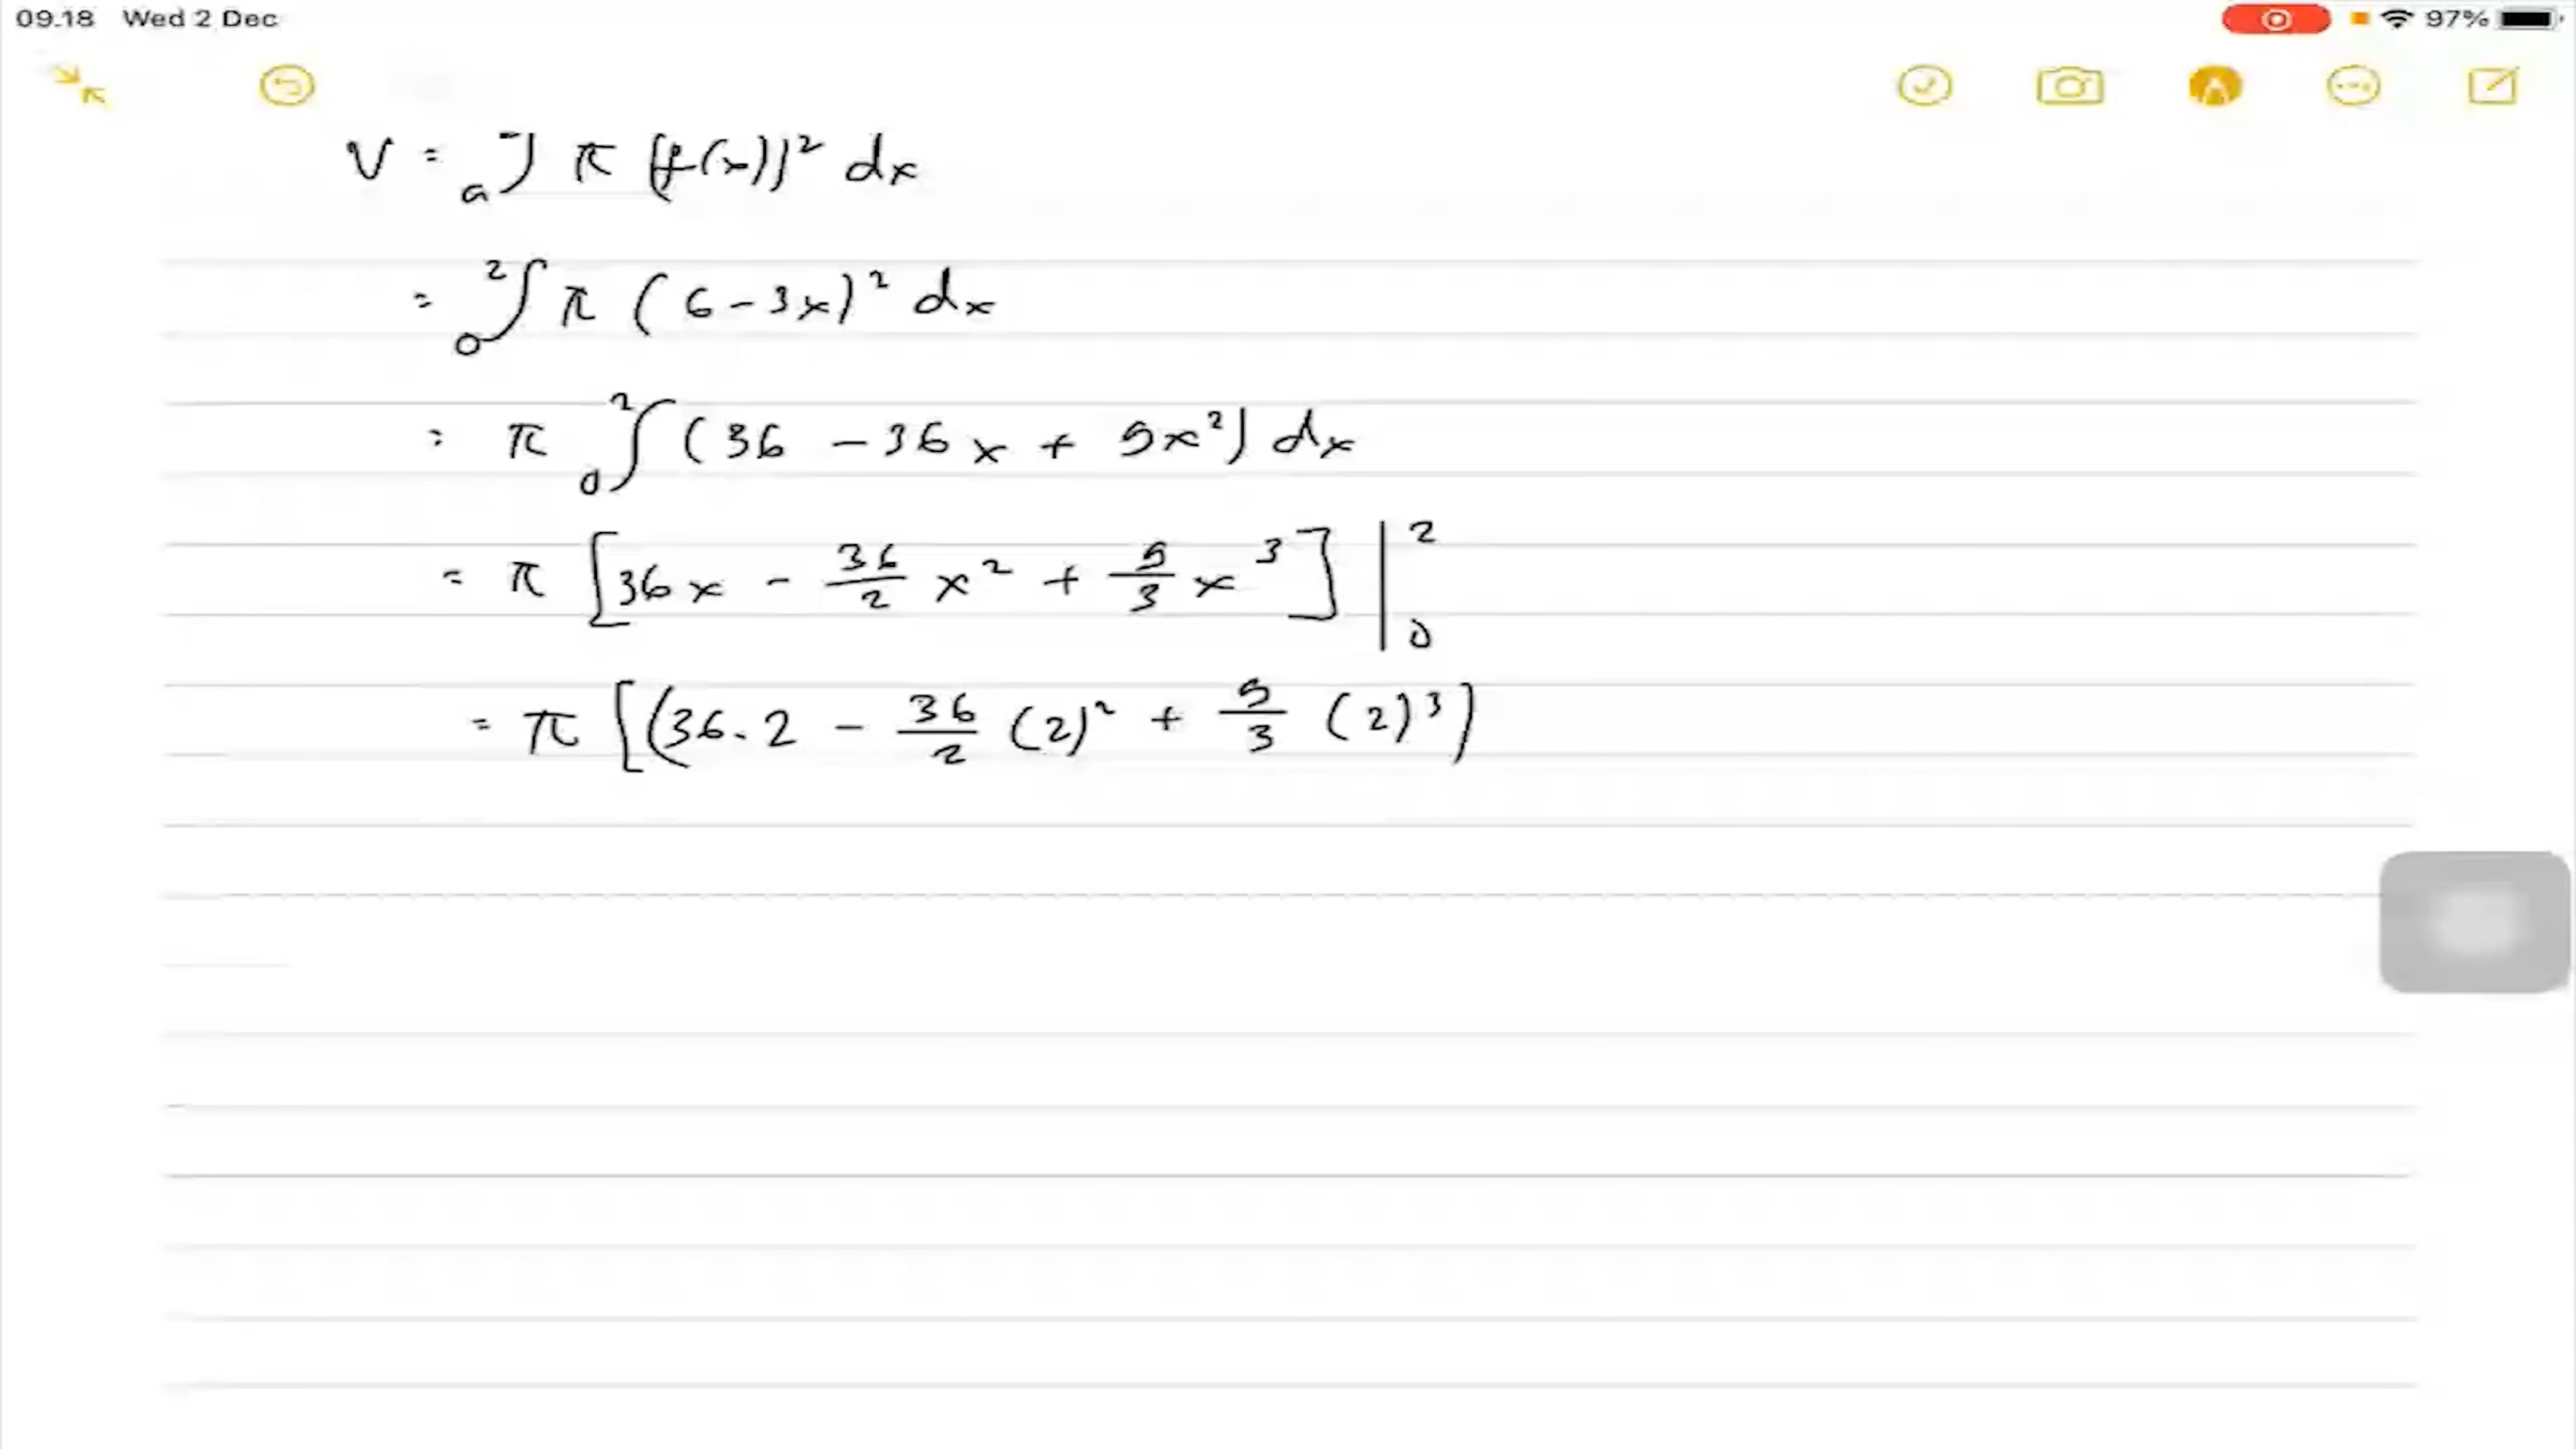 09.18 Wed 2 Dec 97%
V = a∫ π (f(x))² dx
= ₀²∫ π (6 - 3x)² dx
= π ₀²∫ (36 - 36x + 9x²) dx
= π [36x - 36/2 x² + 9/3 x³] |₀²
= π [(36.2 - 36/2 (2)² + 9/3 (2)³)